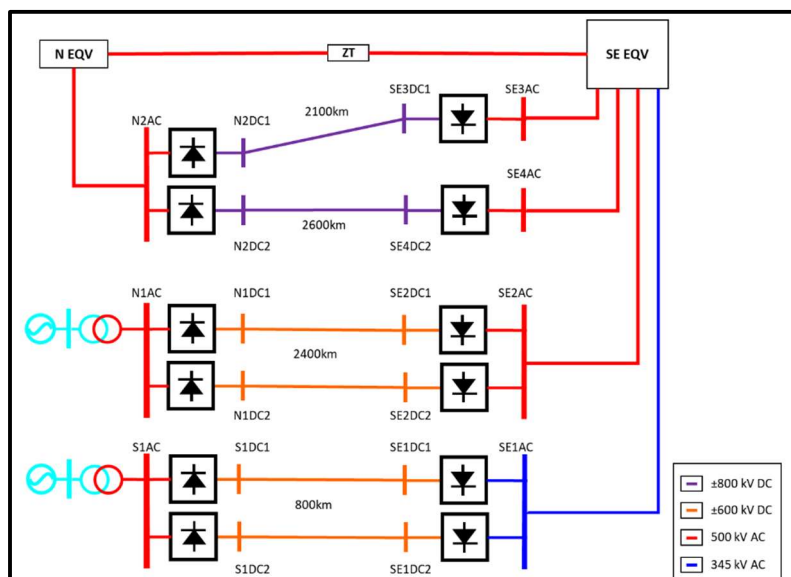 N EQV
ZT
SE EQV
SE3DC1
SE3AC
2100km
N2AC
N2DC1
SE4AC
2600km
N2DC2
SE4DC2
N1AC
N1DC1
SE2DC1
SE2AC
2400km
N1DC2
SE2DC2
S1AC
S1DC1
SE1DC1
SE1AC
800km
S1DC2
SE1DC2
±800 kV DC
±600 kV DC
500 kV AC
345 kV AC